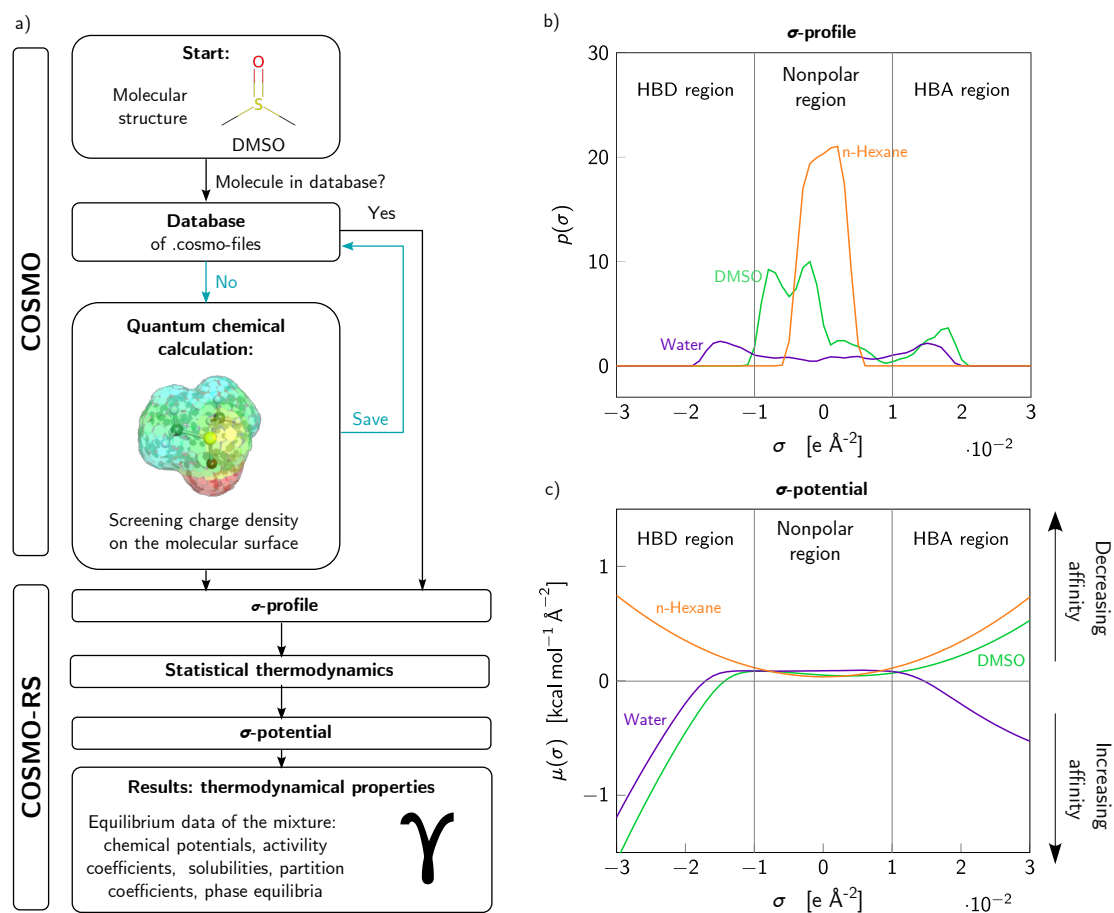 a)
COSMO
Start:
Molecular
structure
O
S
DMSO
Molecule in database?
Database
of .cosmo-files
Yes
No
Quantum chemical
calculation:
Save
Screening charge density
on the molecular surface
COSMO-RS
σ-profile
Statistical thermodynamics
σ-potential
Results: thermodynamical properties
Equilibrium data of the mixture:
chemical potentials, activility
coefficients, solubilities, partition
coefficients, phase equilibria
γ
b)
σ-profile
HBD region
Nonpolar
region
HBA region
30
20
10
0
p(σ)
n-Hexane
DMSO
Water
−3
−2
−1
0
1
2
3
σ [e Å-2]
·10−2
c)
σ-potential
HBD region
Nonpolar
region
HBA region
1
0
−1
μ(σ) [kcal mol−1 Å−2]
n-Hexane
DMSO
Water
−3
−2
−1
0
1
2
3
σ [e Å-2]
·10−2
Decreasing
affinity
Increasing
affinity